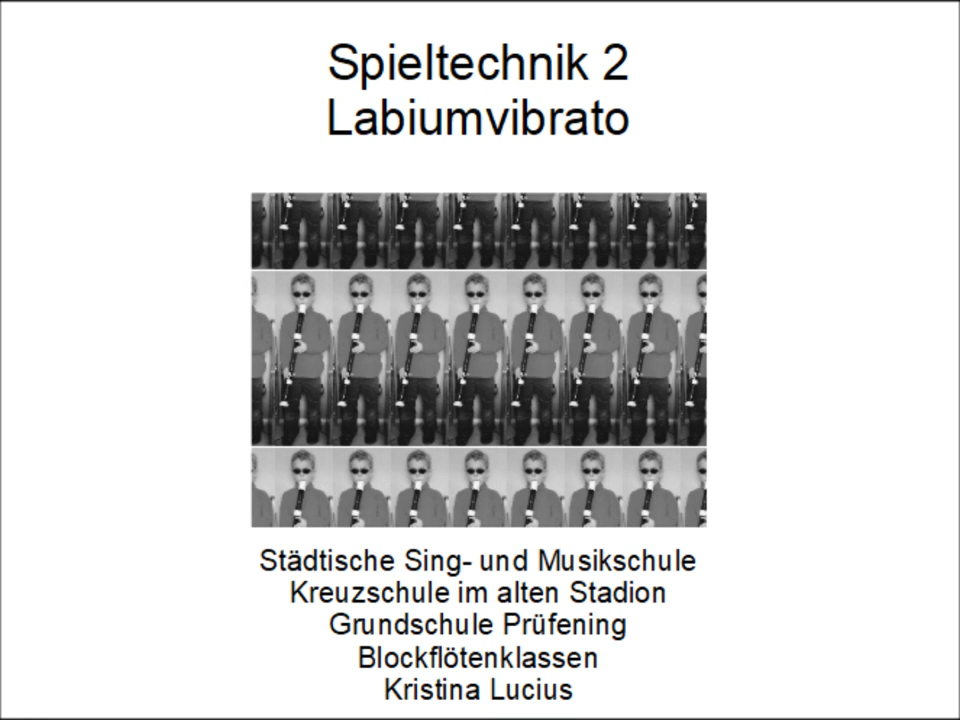 Spieltechnik 2
Labiumvibrato
Städtische Sing- und Musikschule
Kreuzschule im alten Stadion
Grundschule Prüfening
Blockflötenklassen
Kristina Lucius